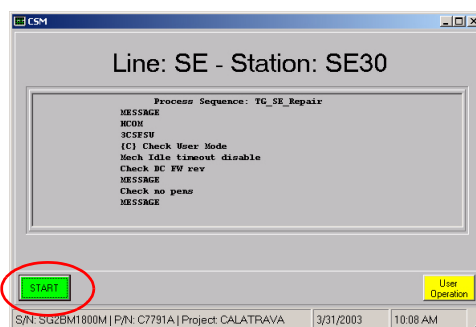 CSM
Line: SE - Station: SE30
Process Sequence: TG_SE_Repair
MESSAGE
HCOM
3CSFSU
{C} Check User Mode
Mech Idle timeout disable
Check DC FW rev
MESSAGE
Check no pens
MESSAGE
START
User
Operation
S/N: SG2BM1800M | P/N: C7791A | Project: CALATRAVA
3/31/2003
10:08 AM